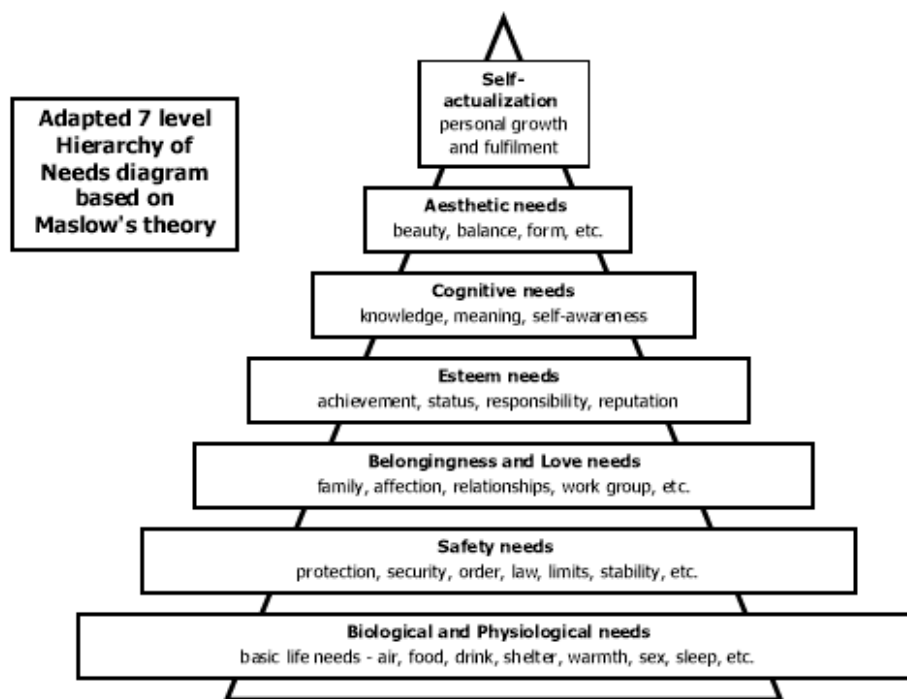 Adapted 7 level
Hierarchy of
Needs diagram
based on
Maslow's theory
Self-
actualization
personal growth
and fulfilment
Aesthetic needs
beauty, balance, form, etc.
Cognitive needs
knowledge, meaning, self-awareness
Esteem needs
achievement, status, responsibility, reputation
Belongingness and Love needs
family, affection, relationships, work group, etc.
Safety needs
protection, security, order, law, limits, stability, etc.
Biological and Physiological needs
basic life needs - air, food, drink, shelter, warmth, sex, sleep, etc.